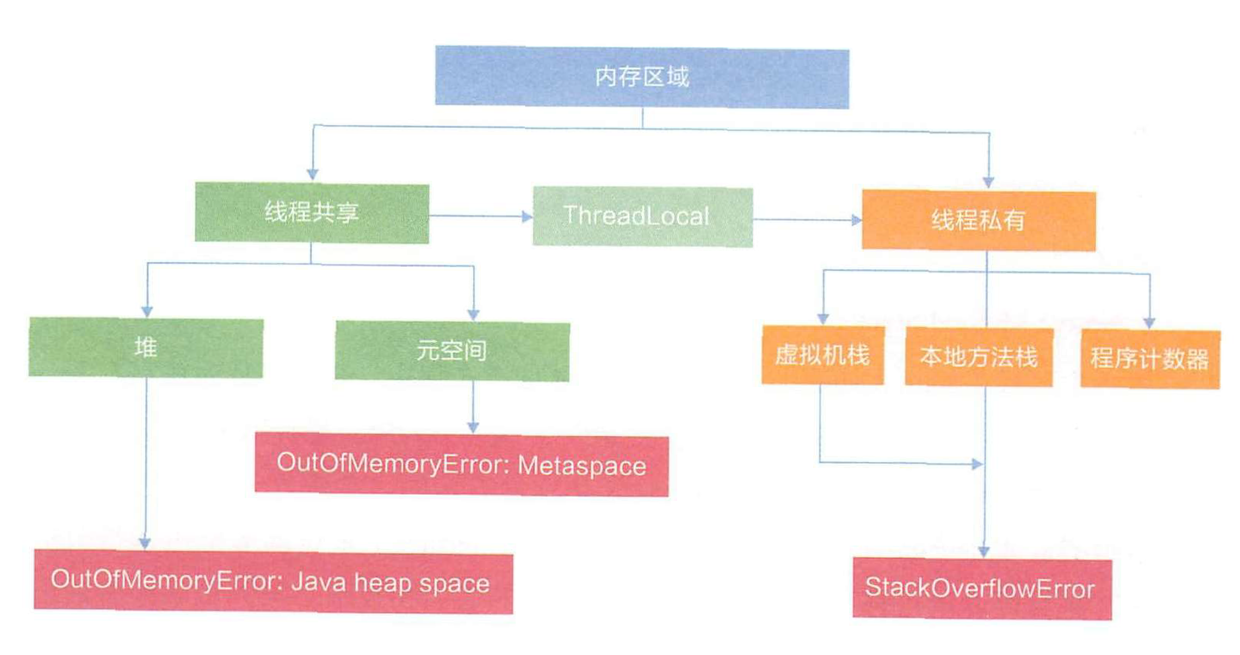 内存区域
线程共享
ThreadLocal
线程私有
堆
元空间
虚拟机栈
本地方法栈
程序计数器
OutOfMemoryError: Metaspace
OutOfMemoryError: Java heap space
StackOverflowError